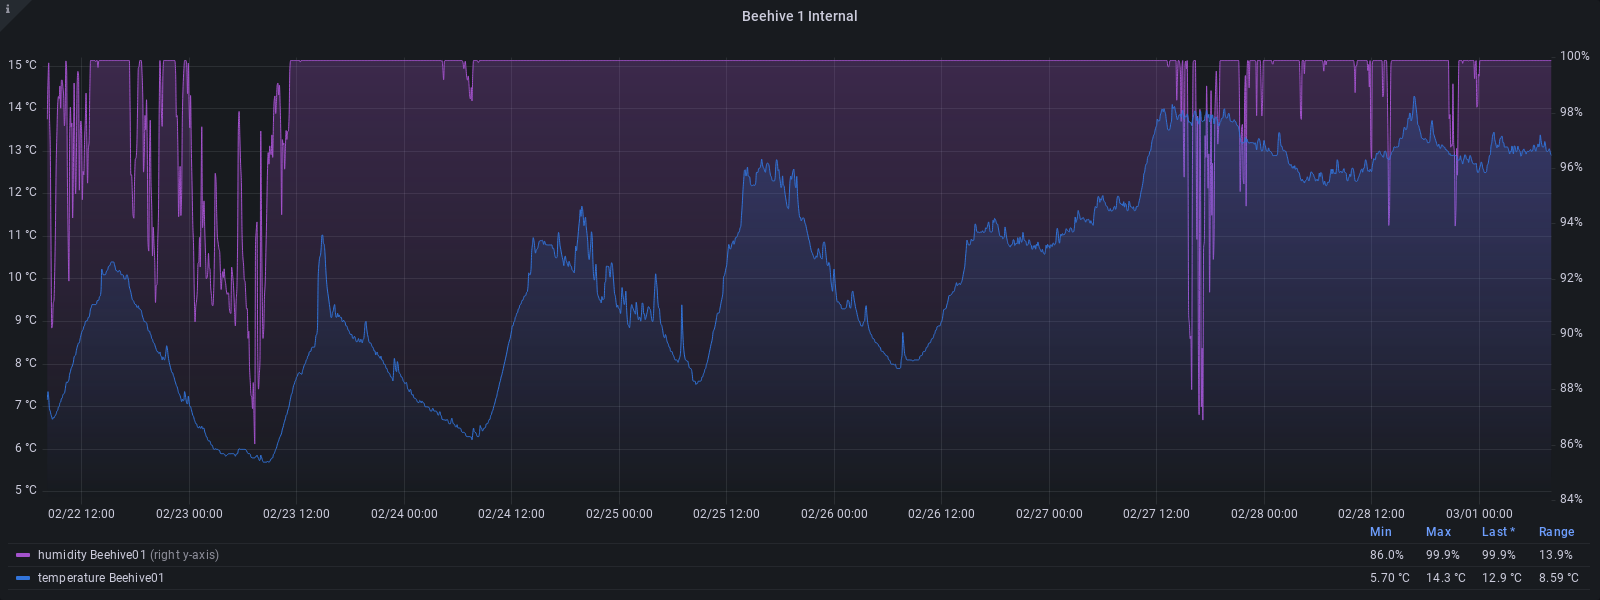 i
Beehive 1 Internal
15 °C
14 °C
13 °C
12 °C
11 °C
10 °C
9 °C
8 °C
7 °C
6 °C
5 °C
100%
98%
96%
94%
92%
90%
88%
86%
84%
02/22 12:00 02/23 00:00 02/23 12:00 02/24 00:00 02/24 12:00 02/25 00:00 02/25 12:00 02/26 00:00 02/26 12:00 02/27 00:00 02/27 12:00 02/28 00:00 02/28 12:00 03/01 00:00
Min Max Last * Range
humidity Beehive01 (right y-axis) 86.0% 99.9% 99.9% 13.9%
temperature Beehive01 5.70 °C 14.3 °C 12.9 °C 8.59 °C